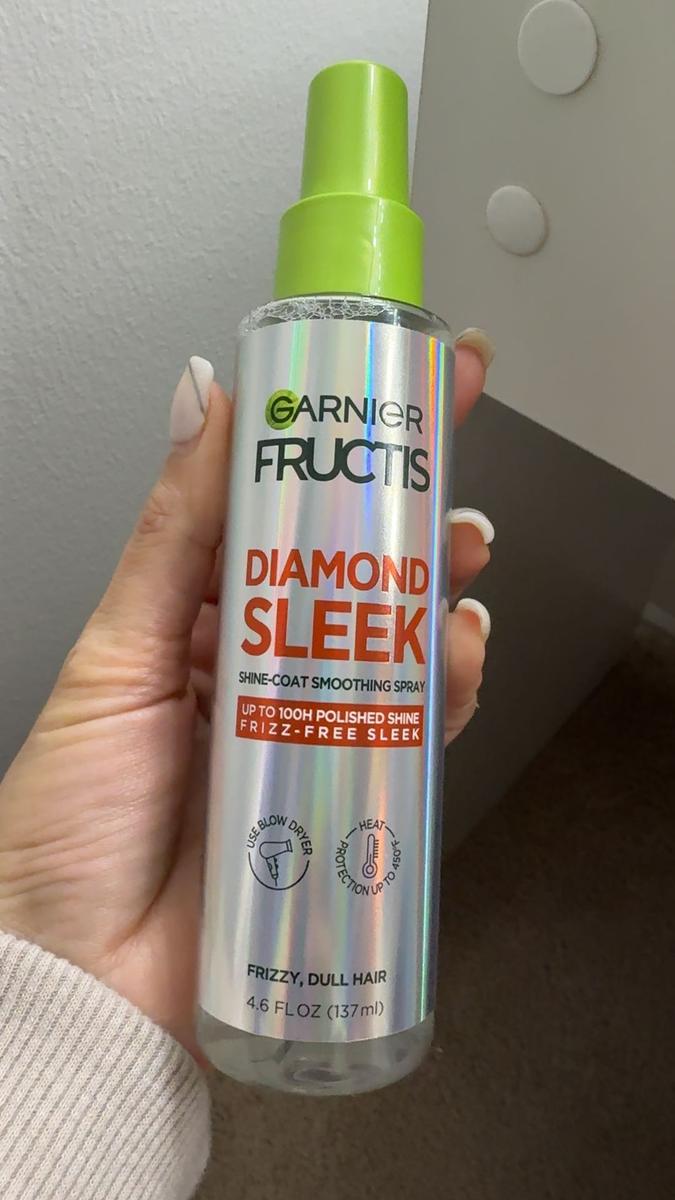 GARNIER
FRUCTIS
DIAMOND
SLEEK
SHINE-COAT SMOOTHING SPRAY
UP TO 100H POLISHED SHINE
FRIZZ-FREE SLEEK
USE BLOW DRYER
HEAT
PROTECTION UP TO 450°F
FRIZZY, DULL HAIR
4.6 FL OZ (137ml)